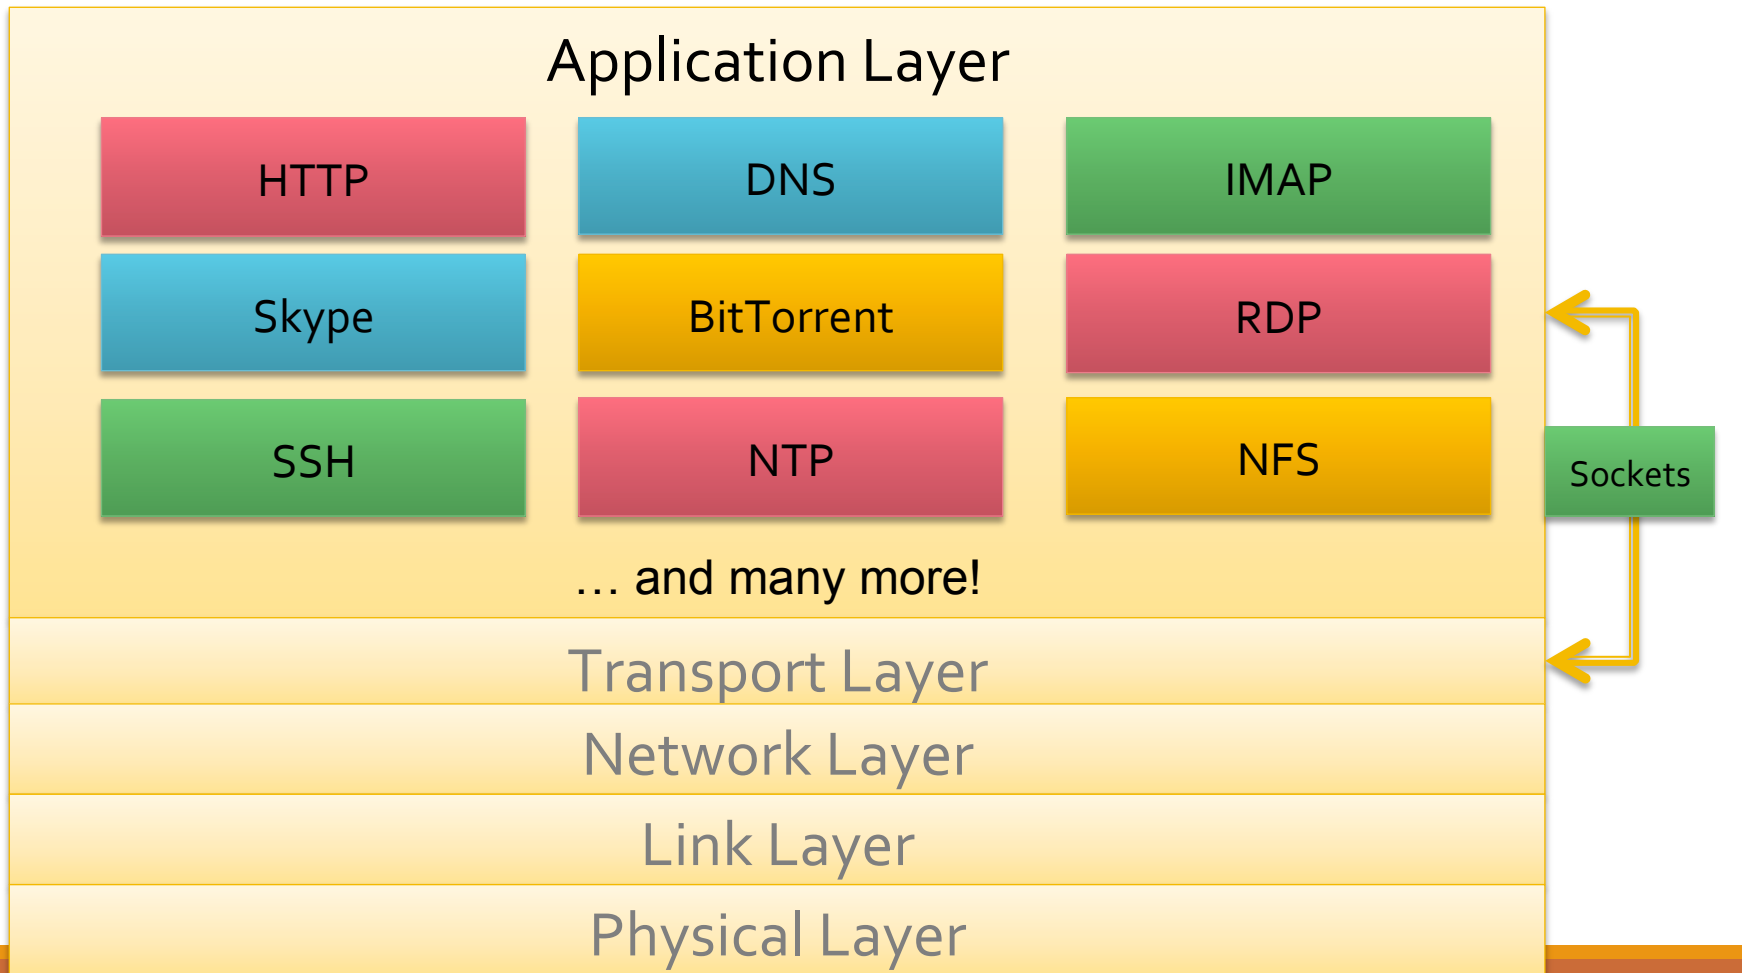 Application Layer
HTTP
DNS
IMAP
Skype
BitTorrent
RDP
SSH
NTP
NFS
Sockets
… and many more!
Transport Layer
Network Layer
Link Layer
Physical Layer